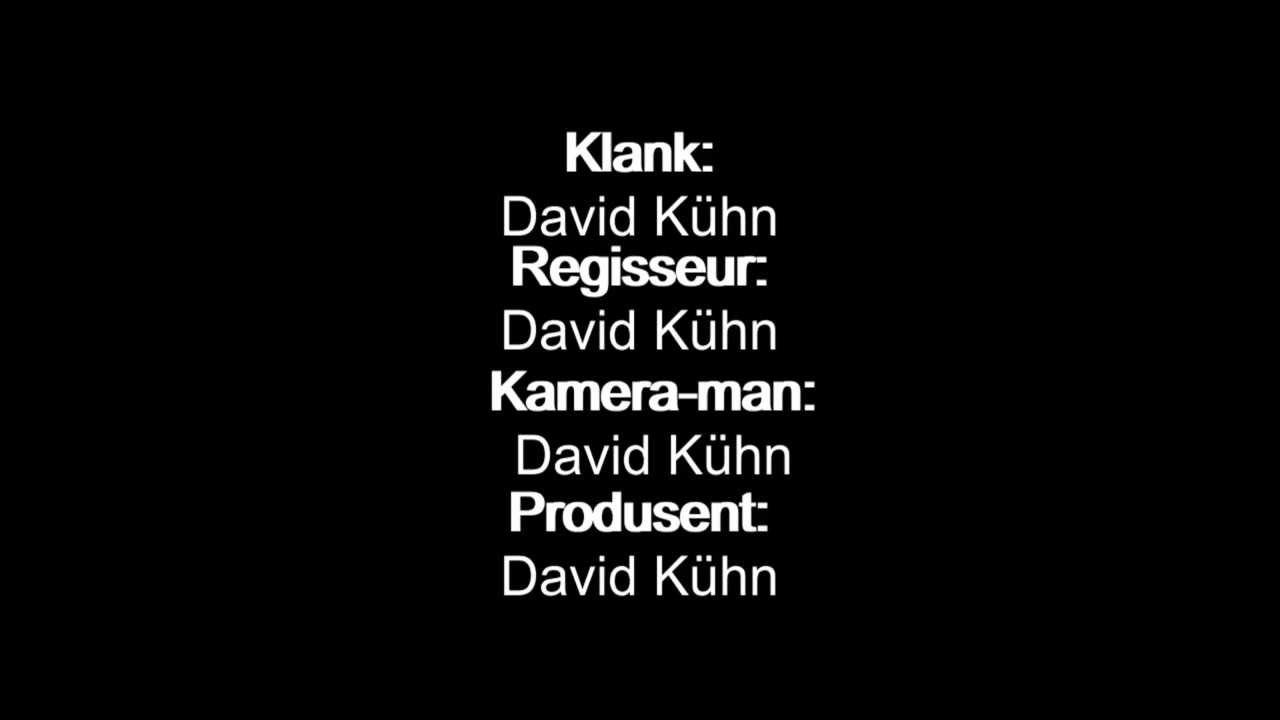 Klank:
David Kühn
Regisseur:
David Kühn
Kamera-man:
David Kühn
Produsent:
David Kühn